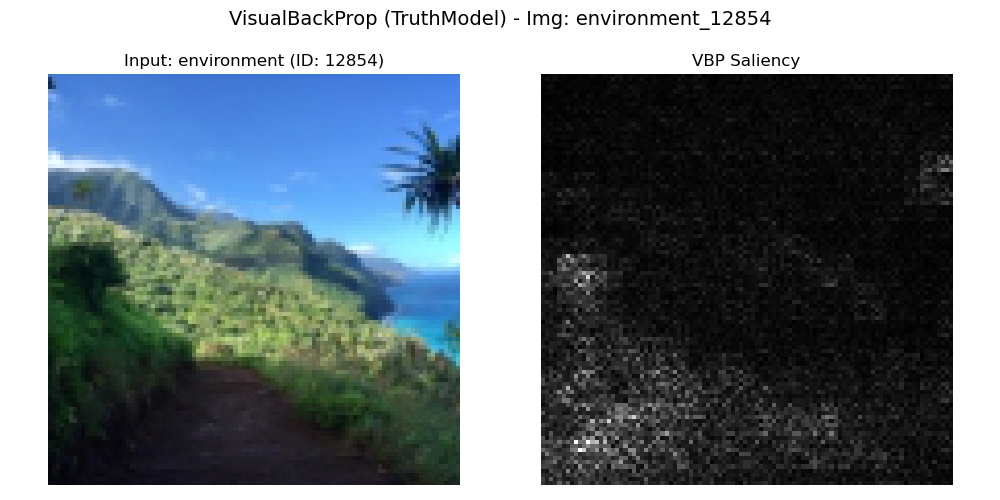 VisualBackProp (TruthModel) - Img: environment_12854
Input: environment (ID: 12854)
VBP Saliency